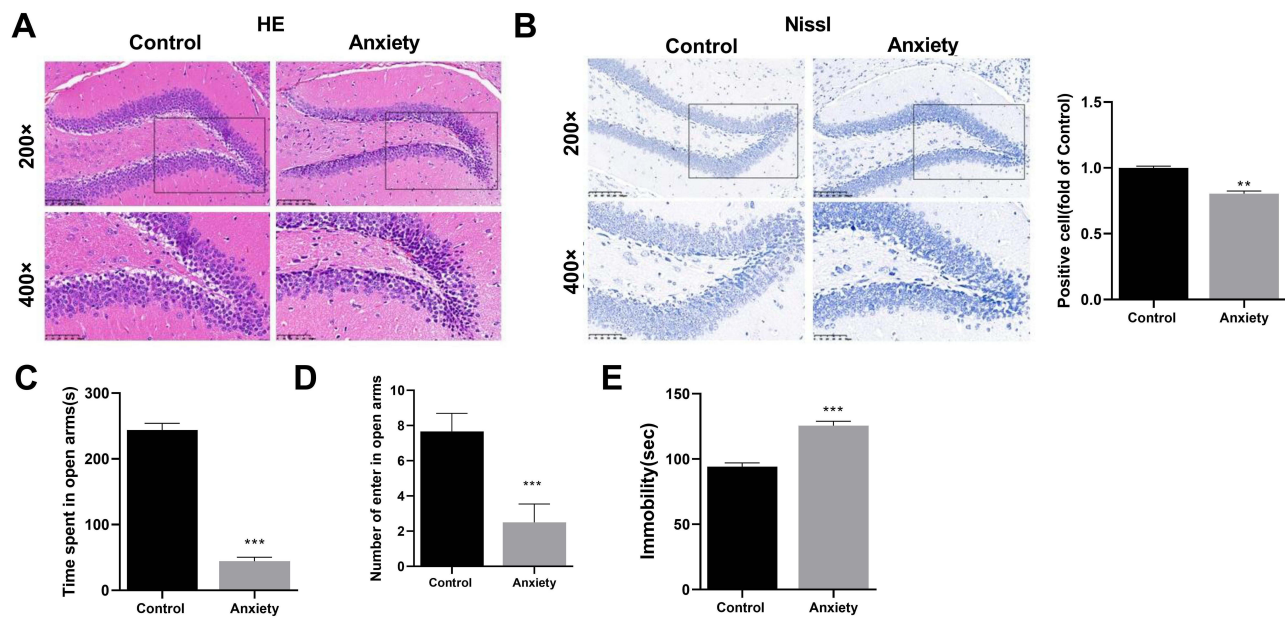 A
HE
Control
Anxiety
200×
400×
B
Nissl
Control
Anxiety
200×
400×
Positive cell(fold of Control)
1.5
1.0
0.5
0.0
**
Control
Anxiety
C
Time spent in open arms(s)
300
200
100
0
***
Control
Anxiety
D
Number of enter in open arms
10
8
6
4
2
0
***
Control
Anxiety
E
Immobility(sec)
150
100
50
0
***
Control
Anxiety